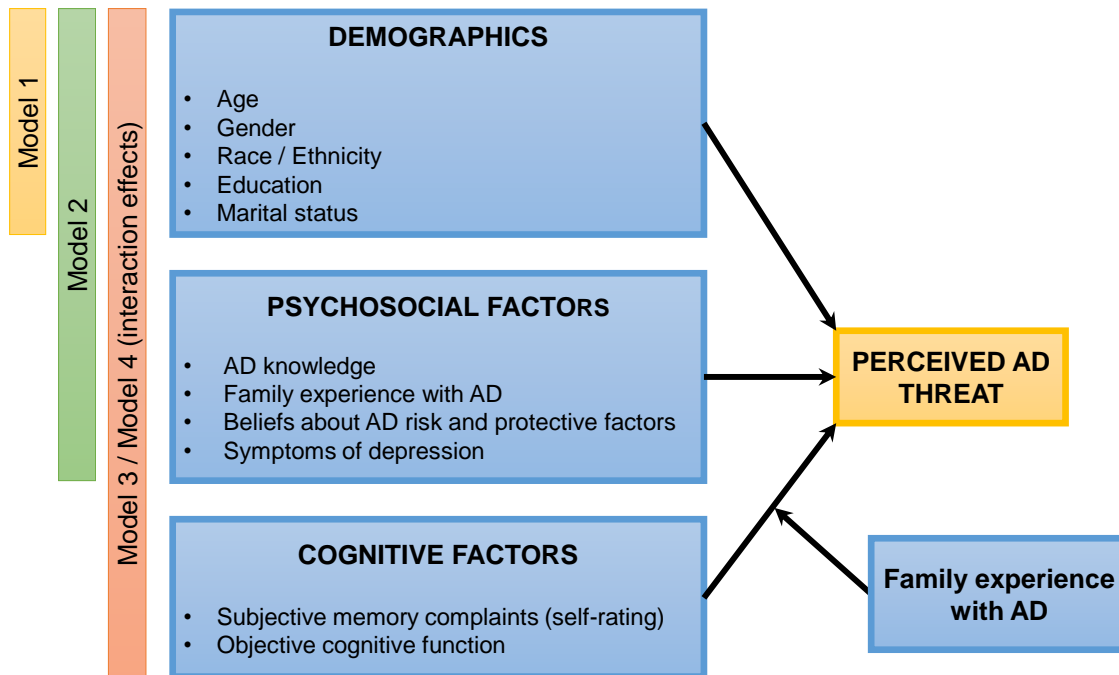 Model 1
Model 2
Model 3 / Model 4 (interaction effects)
DEMOGRAPHICS
• Age
• Gender
• Race / Ethnicity
• Education
• Marital status
PSYCHOSOCIAL FACTORS
• AD knowledge
• Family experience with AD
• Beliefs about AD risk and protective factors
• Symptoms of depression
COGNITIVE FACTORS
• Subjective memory complaints (self-rating)
• Objective cognitive function
PERCEIVED AD
THREAT
Family experience
with AD